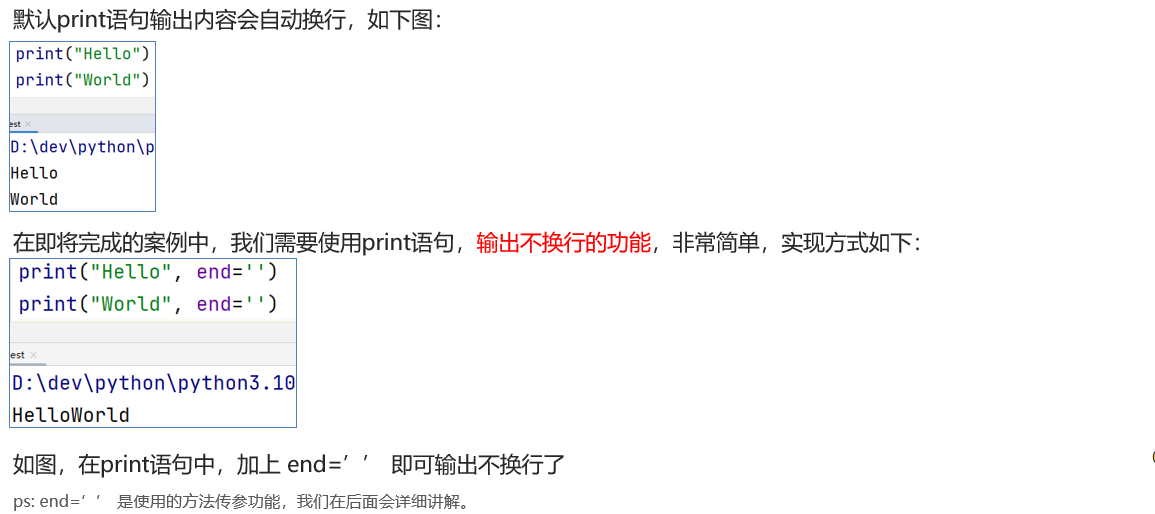 默认print语句输出内容会自动换行，如下图：
print("Hello")
print("World")
est ×
D:\dev\python\p
Hello
World
在即将完成的案例中，我们需要使用print语句，输出不换行的功能，非常简单，实现方式如下：
print("Hello", end='')
print("World", end='')
est ×
D:\dev\python\python3.10
HelloWorld
如图，在print语句中，加上 end=’’ 即可输出不换行了
ps: end=’‘ 是使用的方法传参功能，我们在后面会详细讲解。